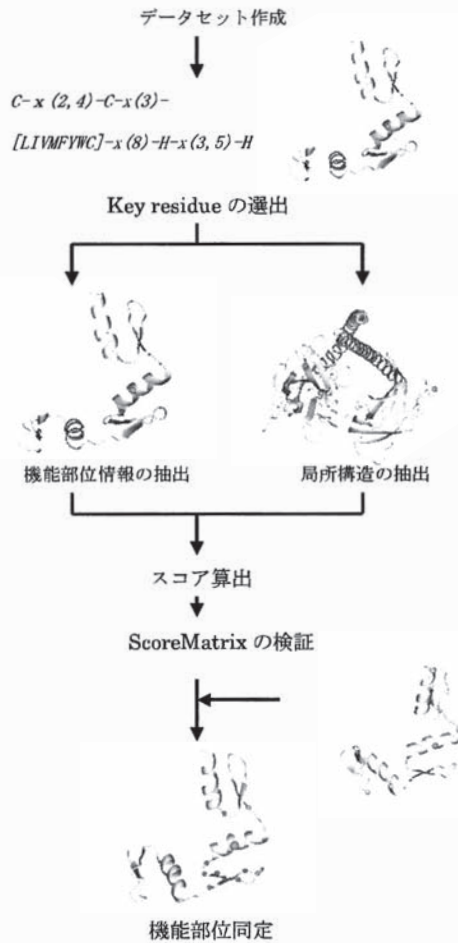 データセット作成
C-x(2,4)-C-x(3)-
[LIVMFYWC]-x(8)-H-x(3,5)-H
Key residue の選出
機能部位情報の抽出
局所構造の抽出
スコア算出
ScoreMatrix の検証
機能部位同定